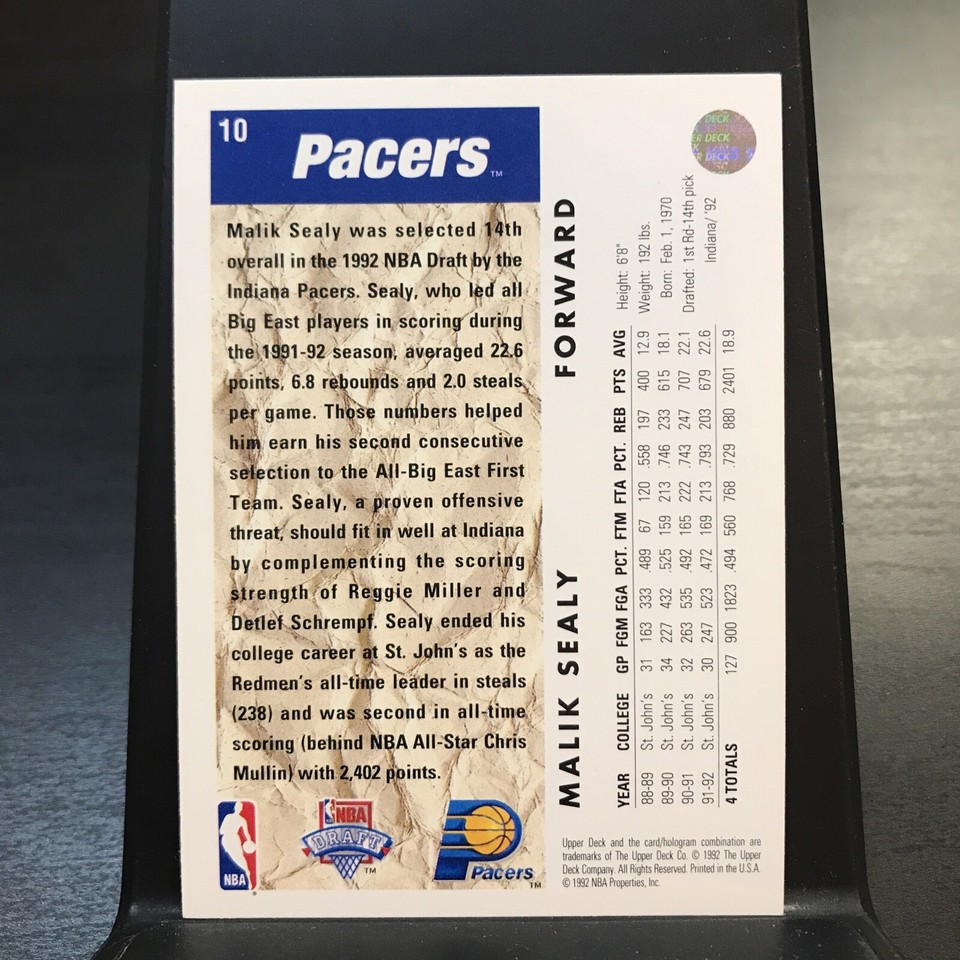 10
Pacers™
Malik Sealy was selected 14th
overall in the 1992 NBA Draft by the
Indiana Pacers. Sealy, who led all
Big East players in scoring during
the 1991-92 season, averaged 22.6
points, 6.8 rebounds and 2.0 steals
per game. Those numbers helped
him earn his second consecutive
selection to the All-Big East First
Team. Sealy, a proven offensive
threat, should fit in well at Indiana
by complementing the scoring
strength of Reggie Miller and
Detlef Schrempf. Sealy ended his
college career at St. John's as the
Redmen's all-time leader in steals
(238) and was second in all-time
scoring (behind NBA All-Star Chris
Mullin) with 2,402 points.
NBA
NBA
DRAFT™
Pacers™
MALIK SEALY FORWARD
Height: 6'8"
Weight: 192 lbs.
Born: Feb. 1, 1970
Drafted: 1st Rd-14th pick
Indiana/ '92
YEAR COLLEGE GP FGM FGA PCT. FTM FTA PCT. REB PTS AVG
88-89 St. John's 31 163 333 .489 67 120 .558 197 400 12.9
89-90 St. John's 34 227 432 .525 159 213 .746 233 615 18.1
90-91 St. John's 32 263 535 .492 165 222 .743 247 707 22.1
91-92 St. John's 30 247 523 .472 169 213 .793 203 679 22.6
4 TOTALS 127 900 1823 .494 560 768 .729 880 2401 18.9
Upper Deck and the card/hologram combination are
trademarks of The Upper Deck Co. © 1992 The Upper
Deck Company. All Rights Reserved. Printed in the U.S.A.
© 1992 NBA Properties, Inc.
DECK
DECK
DECK